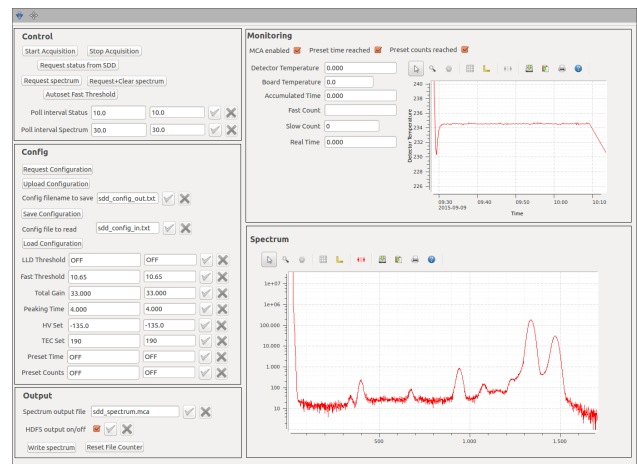 Control
Start Acquisition Stop Acquisition
Request status from SDD
Request spectrum Request+Clear spectrum
Autoset Fast Threshold
Poll interval Status 10.0 10.0
Poll interval Spectrum 30.0 30.0
Config
Request Configuration
Upload Configuration
Config filename to save sdd_config_out.txt
Save Configuration
Config file to read sdd_config_in.txt
Load Configuration
LLD Threshold OFF OFF
Fast Threshold 10.65 10.65
Total Gain 33.000 33.000
Peaking Time 4.000 4.000
HV Set -135.0 -135.0
TEC Set 190 190
Preset Time OFF OFF
Preset Counts OFF OFF
Output
Spectrum output file sdd_spectrum.mca
HDF5 output on/off
Write spectrum Reset File Counter
Monitoring
MCA enabled Preset time reached Preset counts reached
Detector Temperature 0.000
Board Temperature 0.0
Accumulated Time 0.000
Fast Count
Slow Count 0
Real Time 0.000
Detector Temperature
240
238
236
234
232
230
228
226
09:30 09:40 09:50 10:00 10:10
2015-09-09
Time
Spectrum
1e+07
1e+06
100.000
10.000
1.000
100
10
500 1.000 1.500